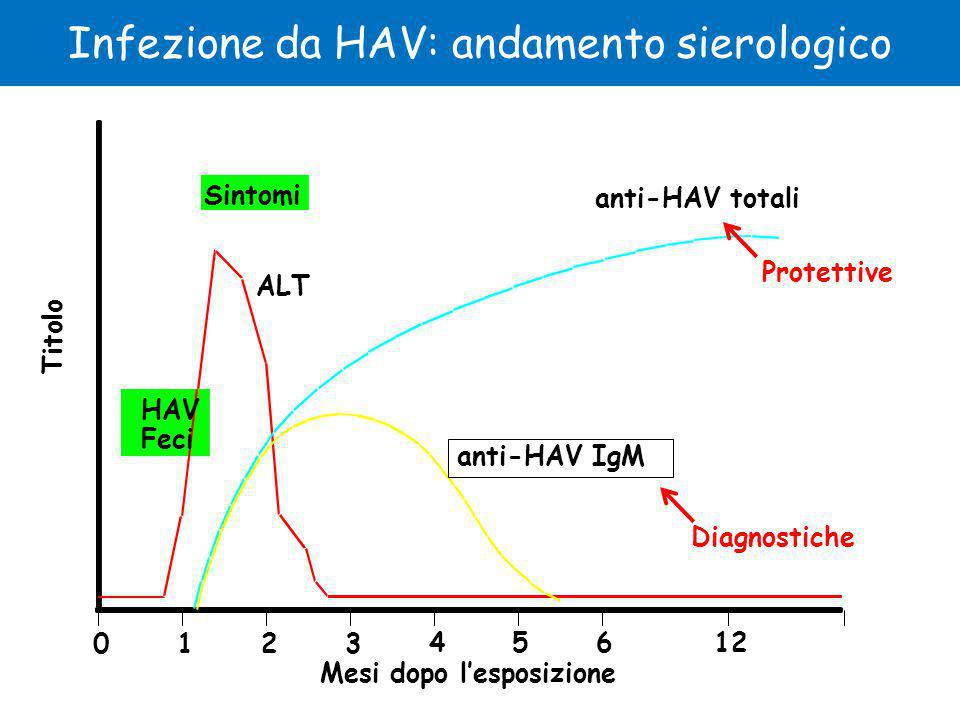 Infezione da HAV: andamento sierologico
Sintomi
anti-HAV totali
Protettive
ALT
Titolo
HAV
Feci
anti-HAV IgM
Diagnostiche
0 1 2 3 4 5 6 12
Mesi dopo l’esposizione